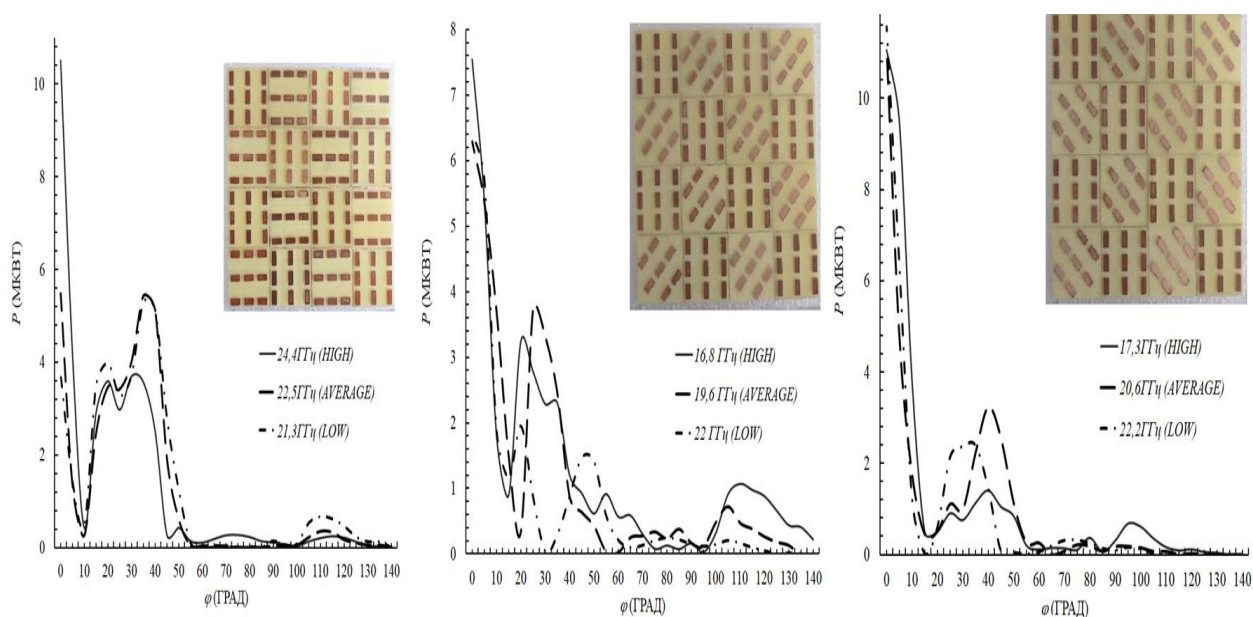 10
8
6
4
2
0
P (МКВТ)
24,4ГГц (HIGH)
22,5ГГц (AVERAGE)
21,3ГГц (LOW)
0 10 20 30 40 50 60 70 80 90 100 110 120 130 140
φ (ГРАД)
8
7
6
5
4
3
2
1
0
P (МКВТ)
16,8 ГГц (HIGH)
19,6 ГГц (AVERAGE)
22 ГГц (LOW)
0 10 20 30 40 50 60 70 80 90 100 110 120 130 140
φ (ГРАД)
10
8
6
4
2
0
P (МКВТ)
17,3ГГц (HIGH)
20,6ГГц (AVERAGE)
22,2ГГц (LOW)
0 10 20 30 40 50 60 70 80 90 100 110 120 130 140
φ (ГРАД)